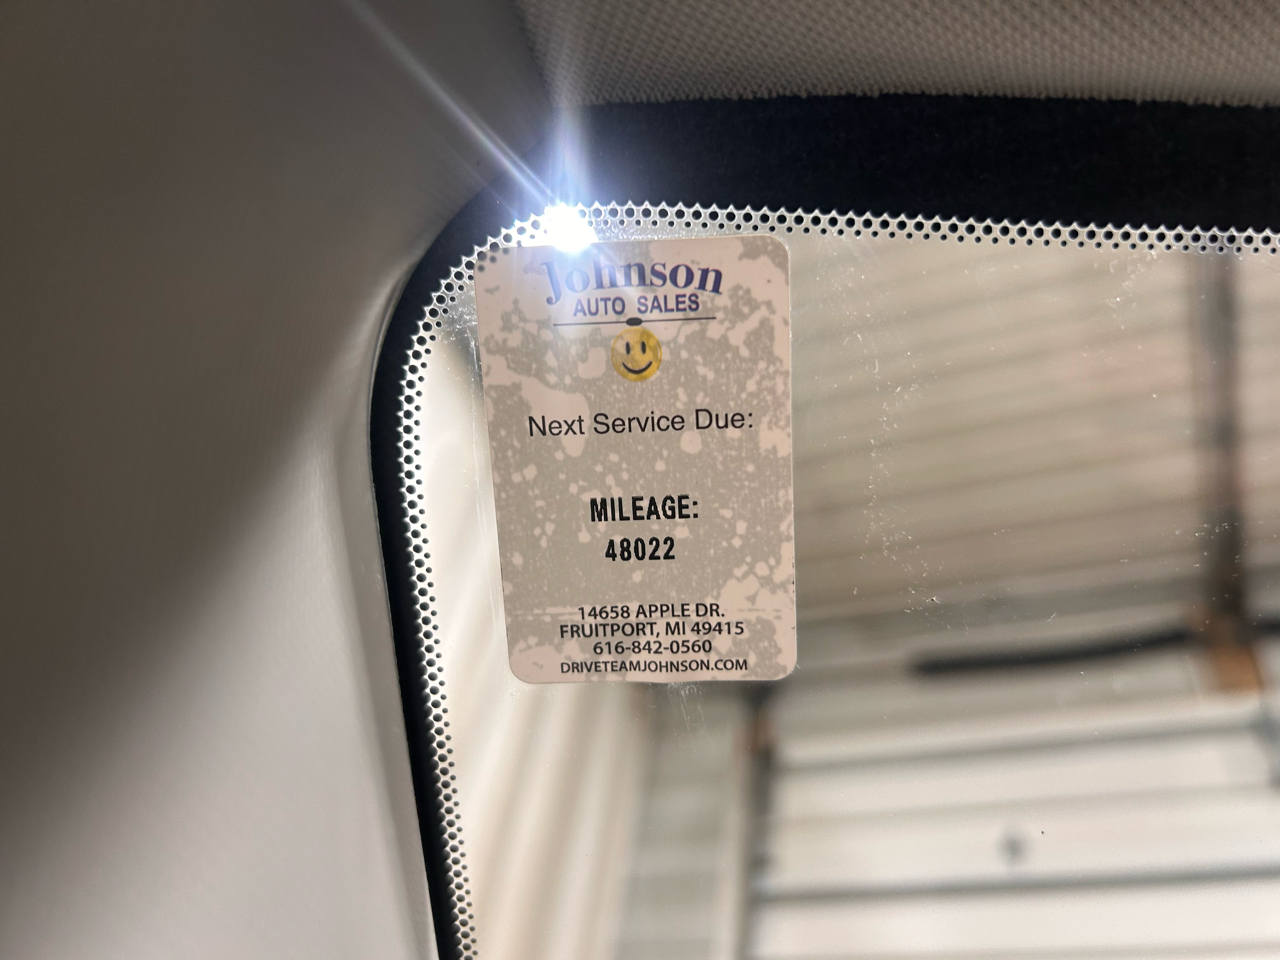 Johnson
AUTO SALES
Next Service Due:
MILEAGE:
48022
14658 APPLE DR.
FRUITPORT, MI 49415
616-842-0560
DRIVETEAMJOHNSON.COM